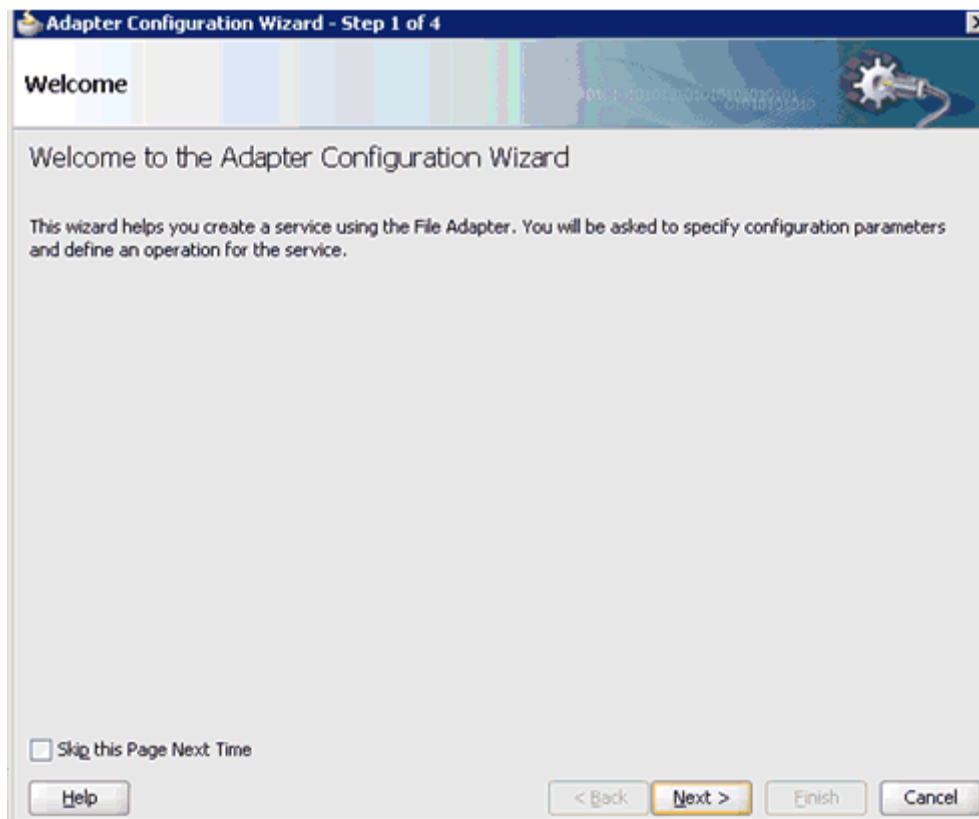 Adapter Configuration Wizard - Step 1 of 4
Welcome
Welcome to the Adapter Configuration Wizard
This wizard helps you create a service using the File Adapter. You will be asked to specify configuration parameters
and define an operation for the service.
Skip this Page Next Time
Help
< Back
Next >
Finish
Cancel